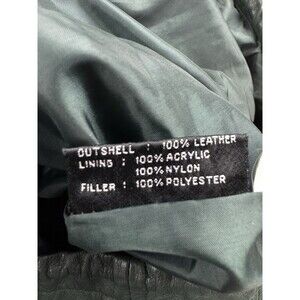 OUTSHELL : 100% LEATHER
LINING : 100% ACRYLIC
100% NYLON
FILLER : 100% POLYESTER